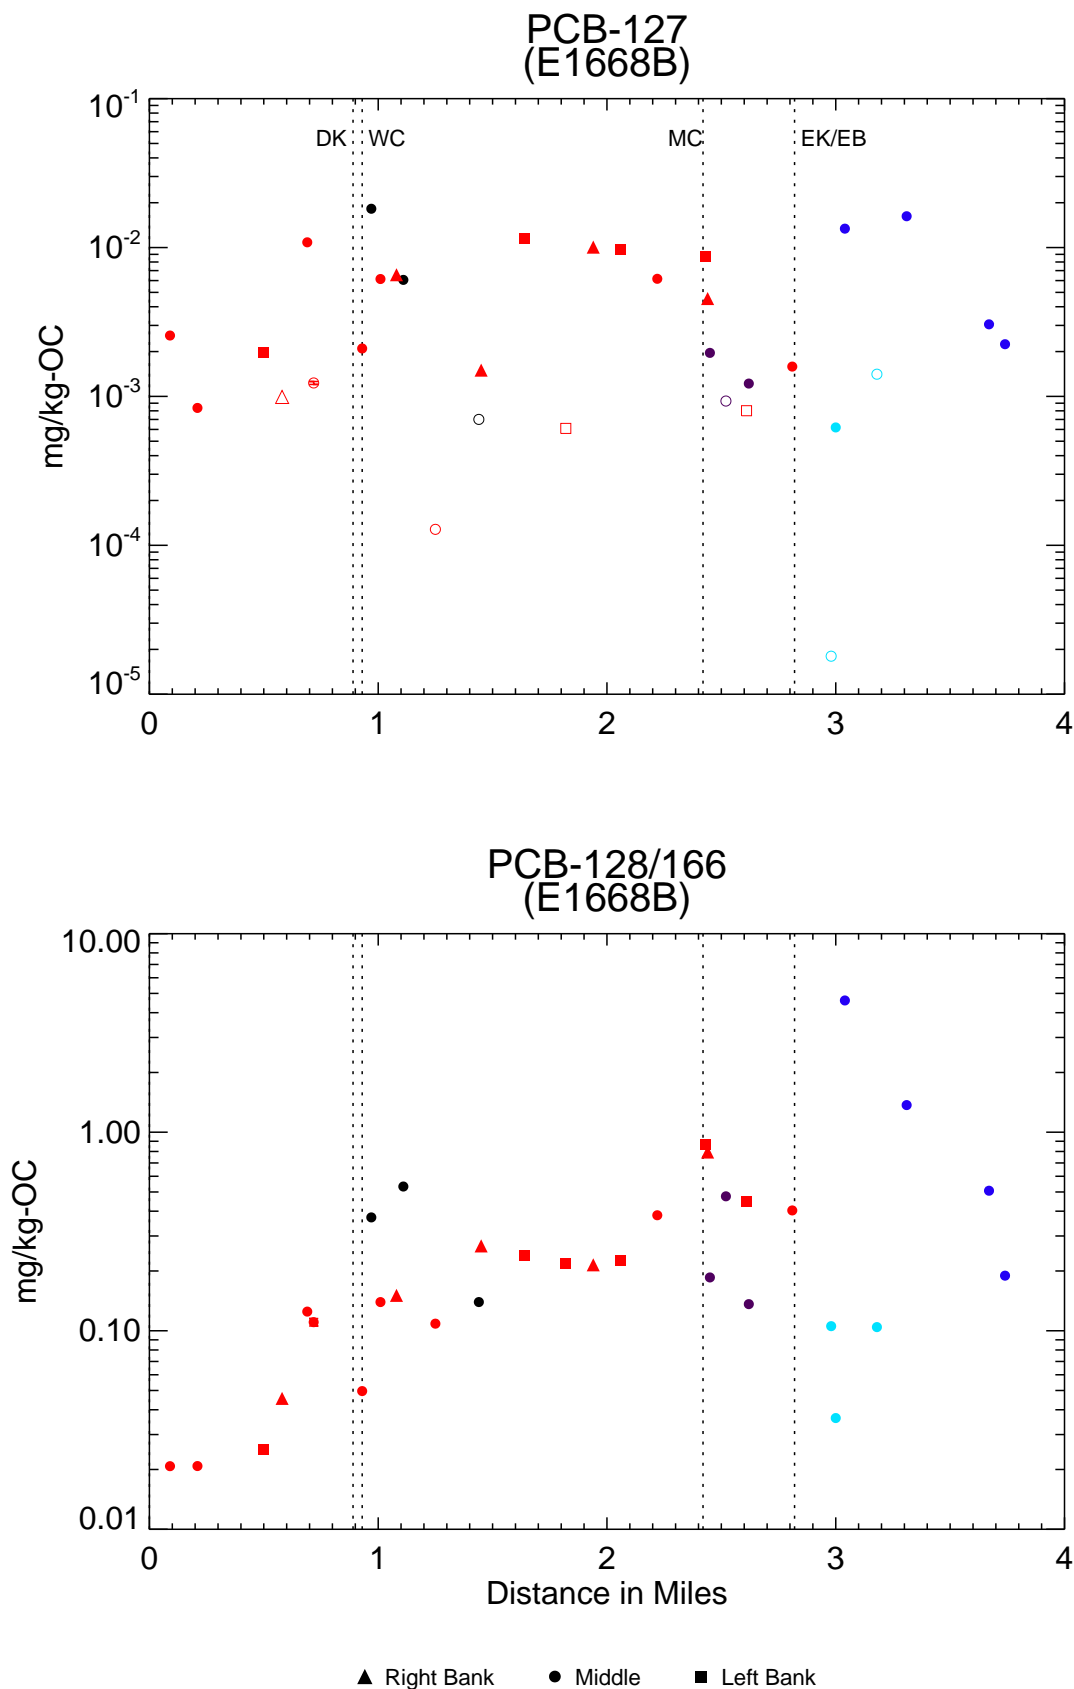 PCB-127
(E1668B)
10-1
10-2
10-3
10-4
10-5
mg/kg-OC
DK
WC
MC
EK/EB
0 1 2 3 4
PCB-128/166
(E1668B)
10.00
1.00
0.10
0.01
mg/kg-OC
0 1 2 3 4
Distance in Miles
Right Bank Middle Left Bank